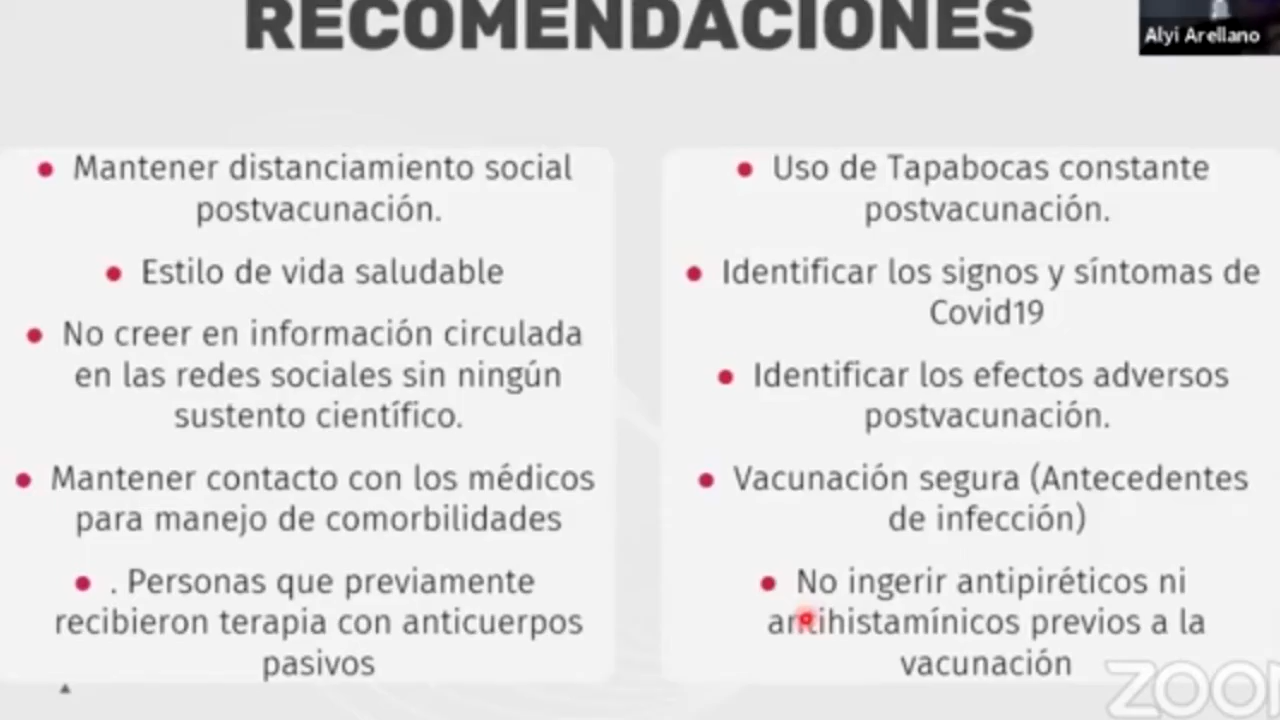 RECOMENDACIONES
Alyi Arellano
• Mantener distanciamiento social
postvacunación.
• Estilo de vida saludable
• No creer en información circulada
en las redes sociales sin ningún
sustento científico.
• Mantener contacto con los médicos
para manejo de comorbilidades
• . Personas que previamente
recibieron terapia con anticuerpos
pasivos
• Uso de Tapabocas constante
postvacunación.
• Identificar los signos y síntomas de
Covid19
• Identificar los efectos adversos
postvacunación.
• Vacunación segura (Antecedentes
de infección)
• No ingerir antipiréticos ni
antihistamínicos previos a la
vacunación
ZOOM